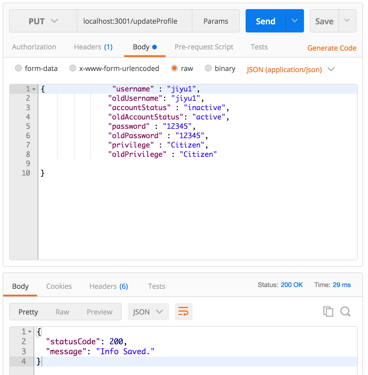 PUT localhost:3001/updateProfile Params Send Save
Authorization Headers (1) Body Pre-request Script Tests Generate Code
form-data x-www-form-urlencoded raw binary JSON (application/json)
1 { "username" : "jiyu1",
2 "oldUsername": "jiyu1",
3 "accountStatus" : "inactive",
4 "oldAccountStatus": "active",
5 "password" : "12345",
6 "oldPassword" : "12345",
7 "privilege" : "Citizen",
8 "oldPrivilege" : "Citizen"
9
10 }
Body Cookies Headers (6) Tests Status: 200 OK Time: 29 ms
Pretty Raw Preview JSON
1 {
2 "statusCode": 200,
3 "message": "Info Saved."
4 }